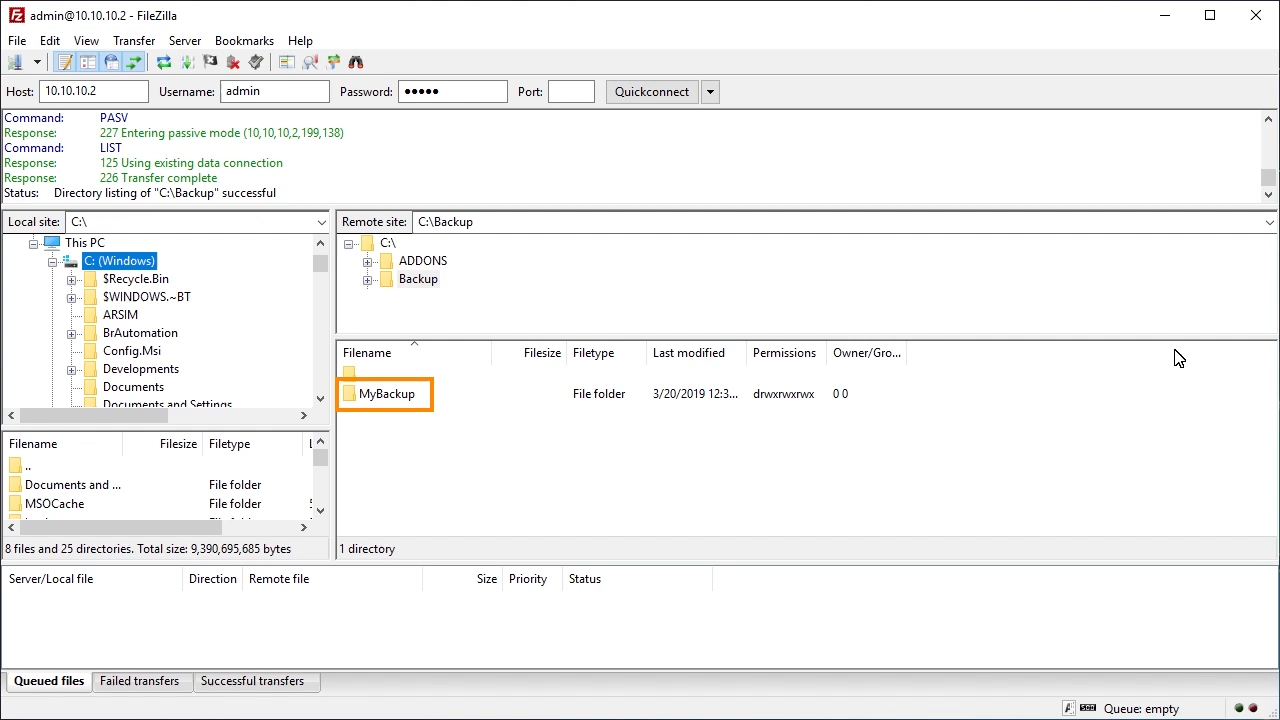 admin@10.10.10.2 - FileZilla
File Edit View Transfer Server Bookmarks Help
Host: 10.10.10.2 Username: admin Password: ●●●●● Port: Quickconnect
Command: PASV
Response: 227 Entering passive mode (10,10,10,2,199,138)
Command: LIST
Response: 125 Using existing data connection
Response: 226 Transfer complete
Status: Directory listing of "C:\Backup" successful
Local site: C:\
This PC
C: (Windows)
$Recycle.Bin
$WINDOWS.~BT
ARSIM
BrAutomation
Config.Msi
Developments
Documents
Documents and Settings
Filename Filesize Filetype
..
Documents and ... File folder
MSOCache File folder
8 files and 25 directories. Total size: 9,390,695,685 bytes
Remote site: C:\Backup
C:\
ADDONS
Backup
Filename Filesize Filetype Last modified Permissions Owner/Gro...
MyBackup File folder 3/20/2019 12:3... drwxrwxrwx 0 0
1 directory
Server/Local file Direction Remote file Size Priority Status
Queued files Failed transfers Successful transfers
Queue: empty